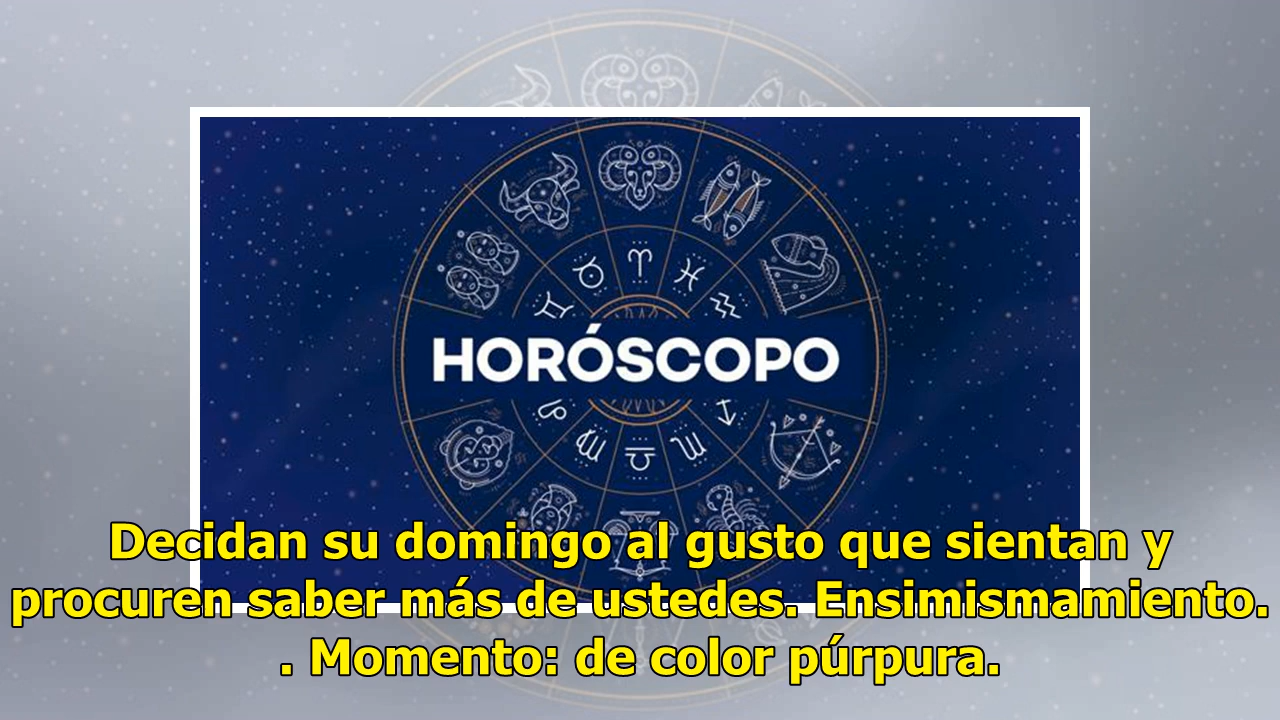 HORÓSCOPO
Decidan su domingo al gusto que sientan y
procuren saber más de ustedes. Ensimismamiento.
. Momento: de color púrpura.